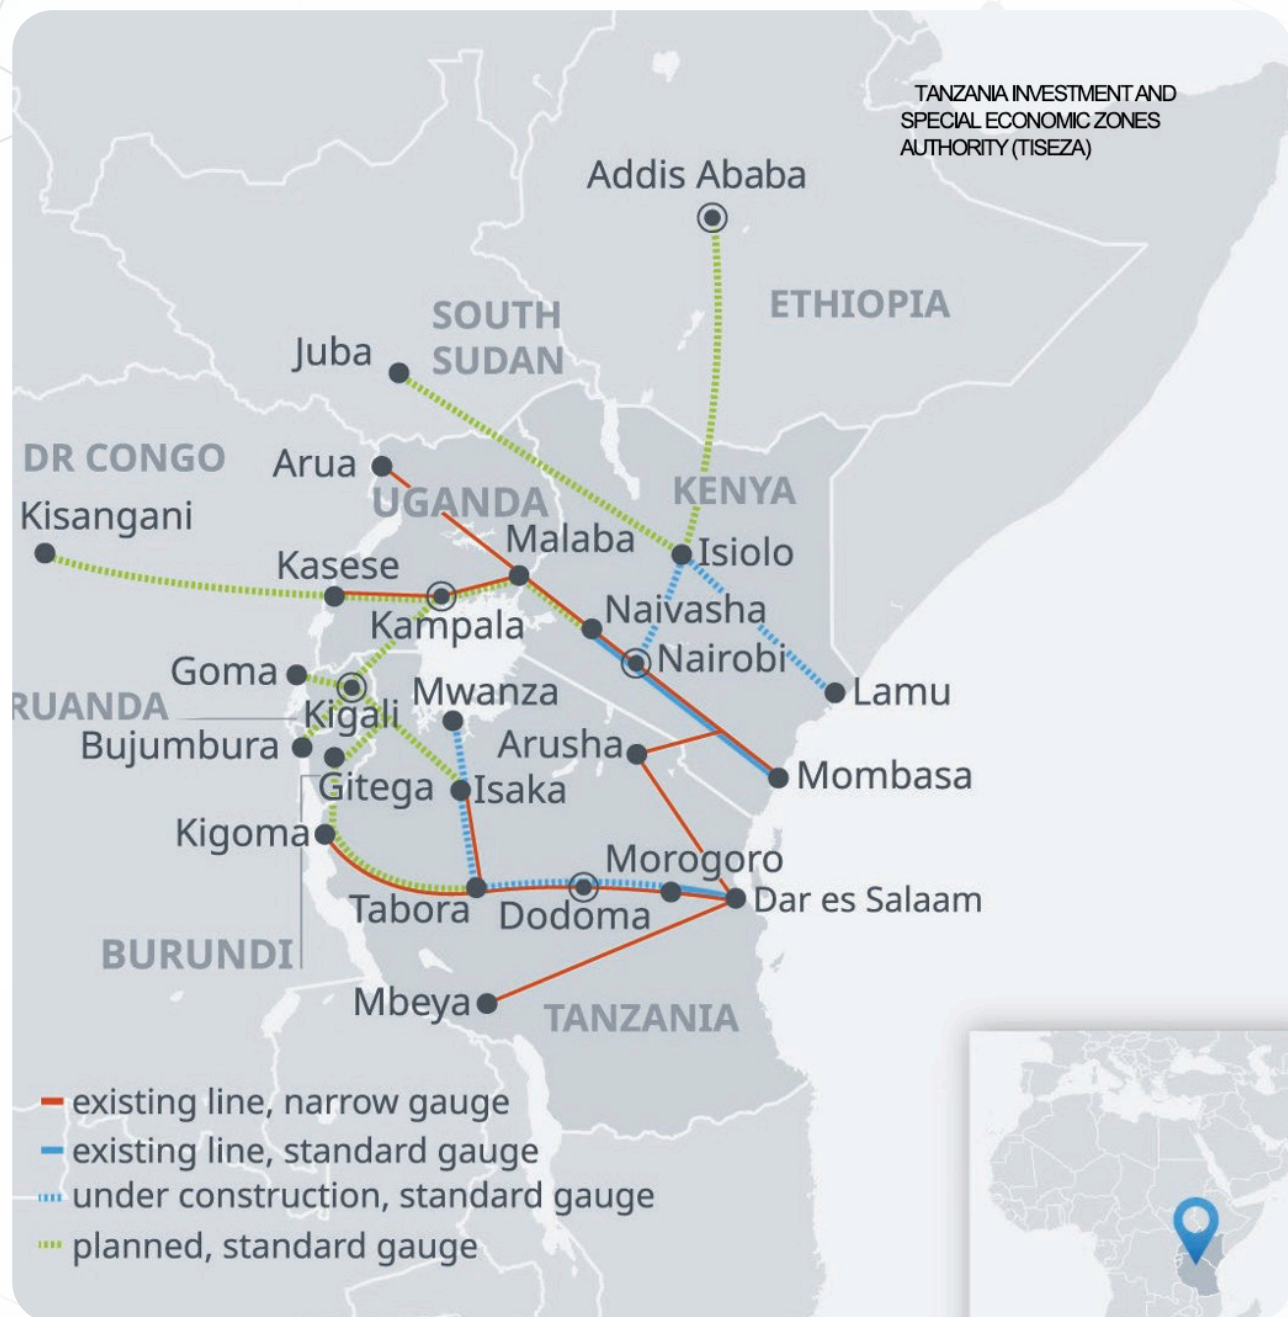 TANZANIA INVESTMENT AND
SPECIAL ECONOMIC ZONES
AUTHORITY (TISEZA)
Addis Ababa
ETHIOPIA
SOUTH
SUDAN
Juba
DR CONGO
Arua
UGANDA
KENYA
Kisangani
Malaba
Isiolo
Kasese
Naivasha
Kampala
Nairobi
Goma
Mwanza
Lamu
RUANDA
Kigali
Bujumbura
Arusha
Mombasa
Gitega
Isaka
Kigoma
Morogoro
Tabora
Dodoma
Dar es Salaam
BURUNDI
Mbeya
TANZANIA
existing line, narrow gauge
existing line, standard gauge
under construction, standard gauge
planned, standard gauge